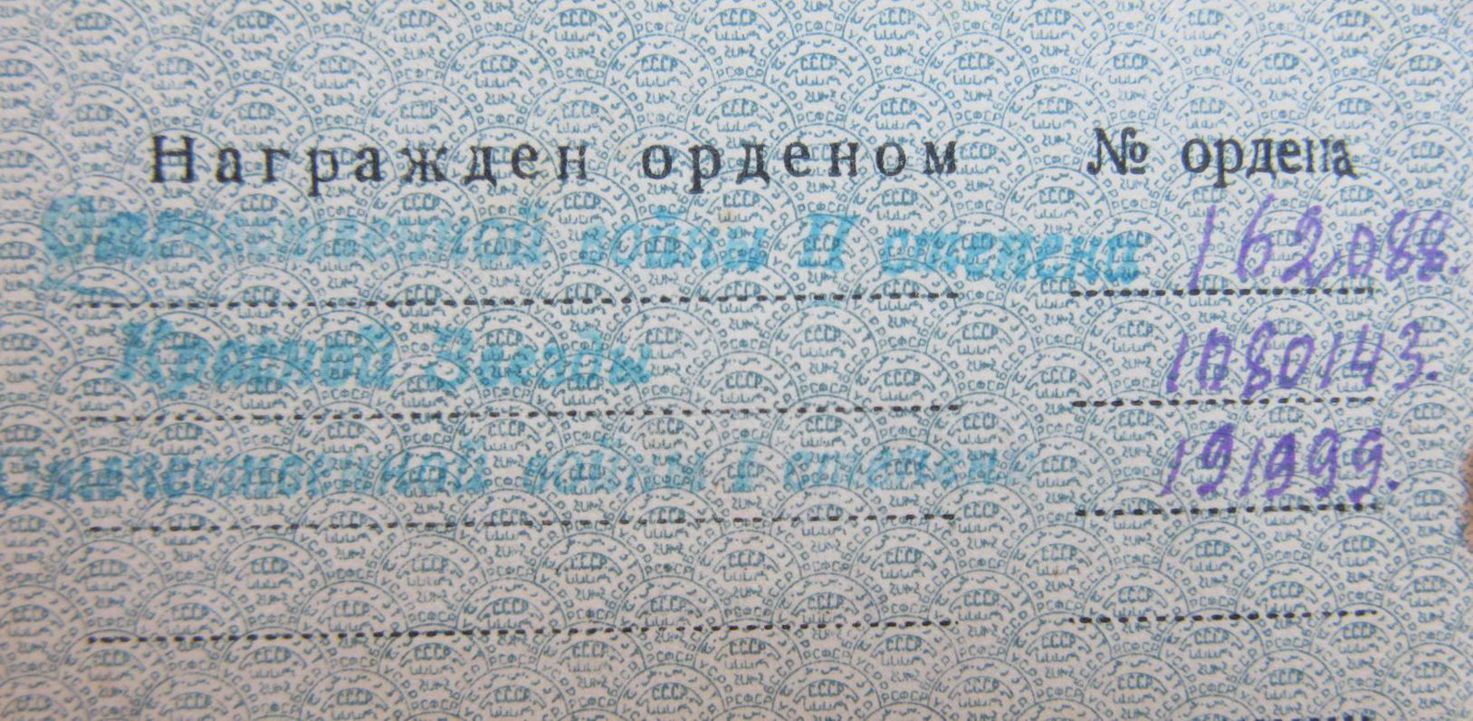 Награжден орденом № ордена
Отечественной войны II степени 162088.
Красной Звезды 1080143.
Отечественной войны I степени 191999.